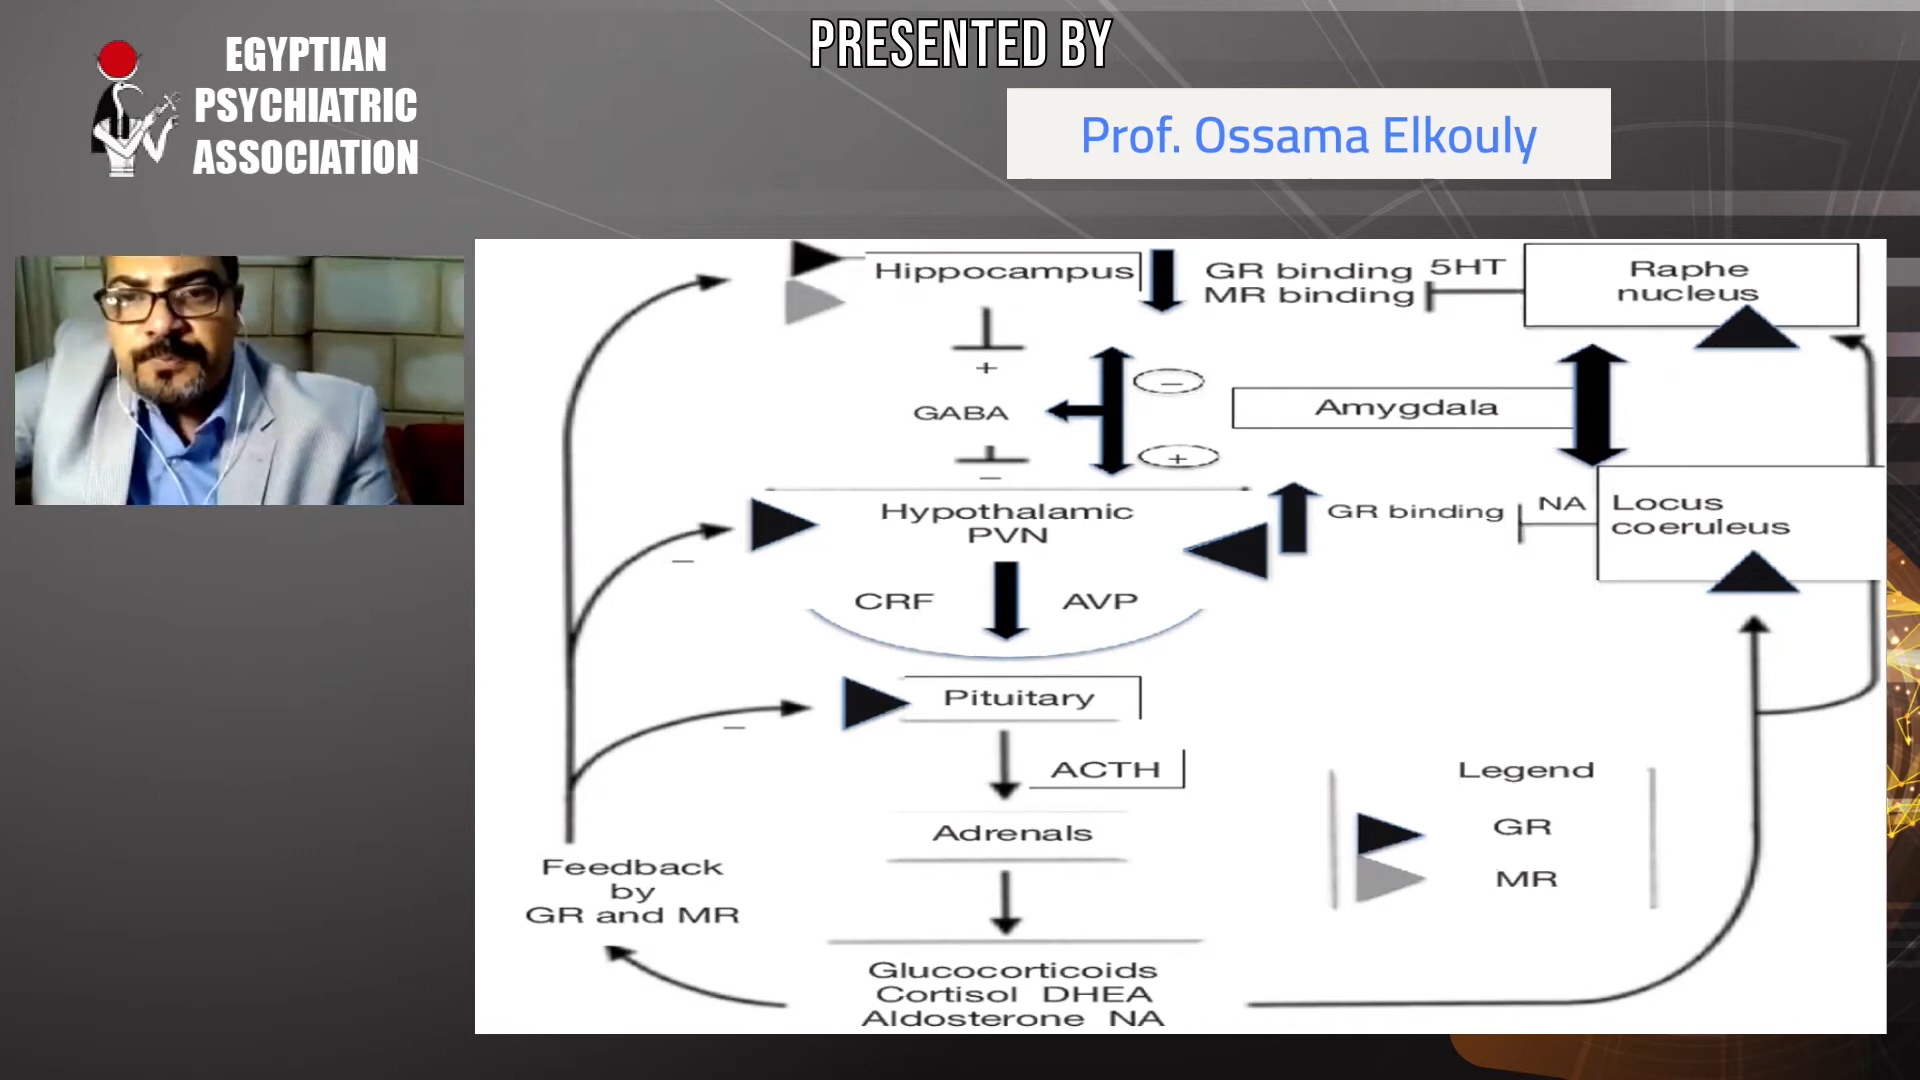 EGYPTIAN
PSYCHIATRIC
ASSOCIATION
PRESENTED BY
Prof. Ossama Elkouly
Hippocampus
GR binding
MR binding
5HT
Raphe
nucleus
+
GABA
−
Amygdala
+
−
Hypothalamic
PVN
GR binding
NA
Locus
coeruleus
−
CRF
AVP
Pituitary
−
ACTH
Legend
Adrenals
GR
MR
Feedback
by
GR and MR
Glucocorticoids
Cortisol DHEA
Aldosterone NA